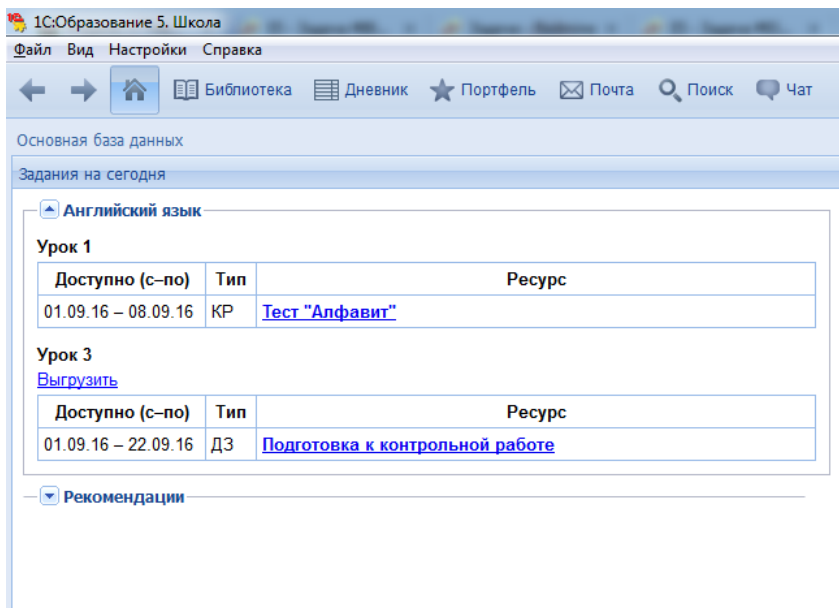 1С:Образование 5. Школа
Файл Вид Настройки Справка
Библиотека Дневник Портфель Почта Поиск Чат
Основная база данных
Задания на сегодня
Английский язык
Урок 1
Доступно (с–по) Тип Ресурс
01.09.16 – 08.09.16 КР Тест "Алфавит"
Урок 3
Выгрузить
Доступно (с–по) Тип Ресурс
01.09.16 – 22.09.16 ДЗ Подготовка к контрольной работе
Рекомендации